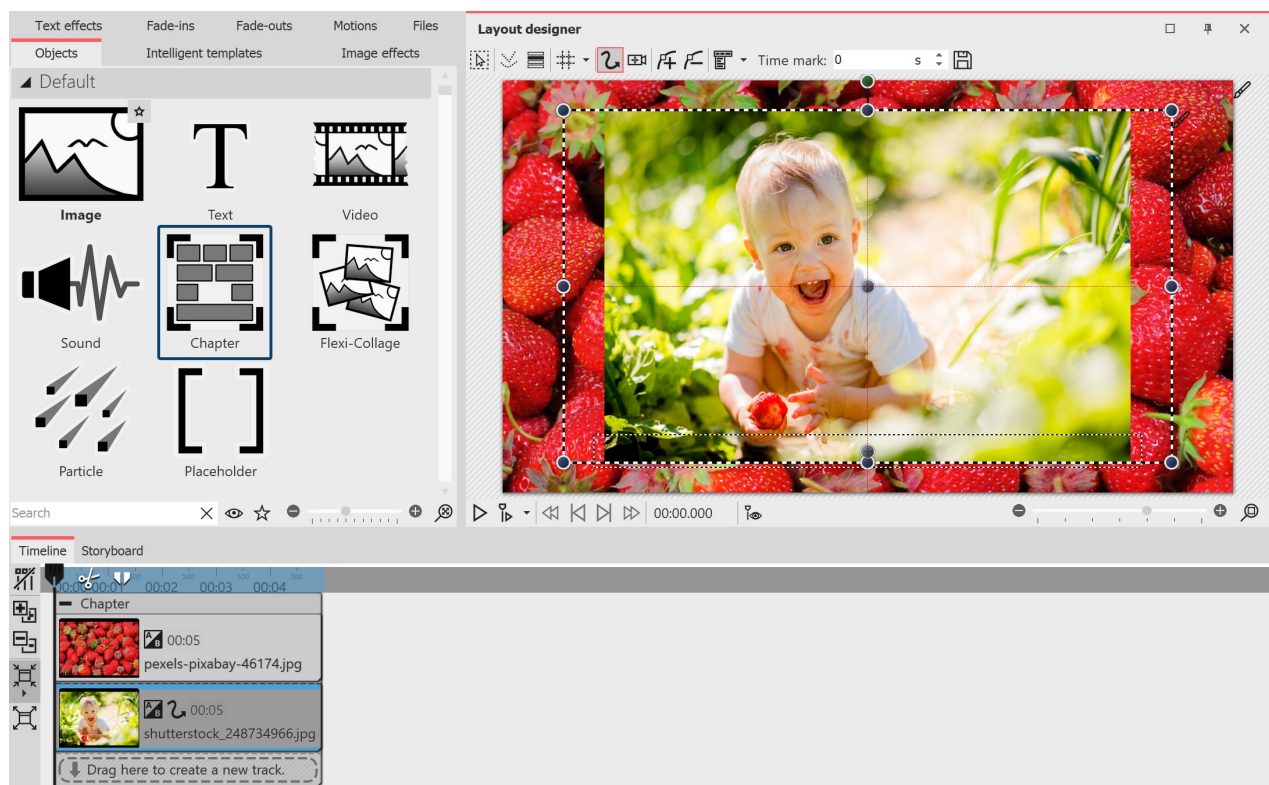 Text effects Fade-ins Fade-outs Motions Files
Objects Intelligent templates Image effects
Default
Image Text Video
Sound Chapter Flexi-Collage
Particle Placeholder
Search
Layout designer
Time mark: 0 s
00:00.000
Timeline Storyboard
500 500 500
00:00 00:01 00:02 00:03 00:04
Chapter
A B 00:05
pexels-pixabay-46174.jpg
A B 00:05
shutterstock_248734966.jpg
Drag here to create a new track.